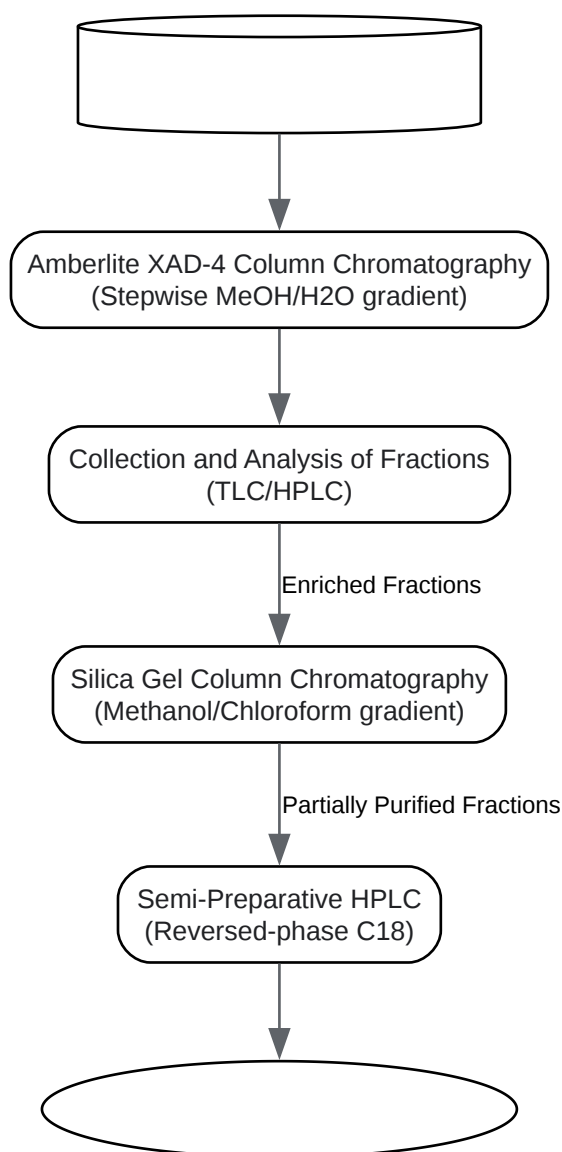 Amberlite XAD-4 Column Chromatography
(Stepwise MeOH/H2O gradient)
Collection and Analysis of Fractions
(TLC/HPLC)
Enriched Fractions
Silica Gel Column Chromatography
(Methanol/Chloroform gradient)
Partially Purified Fractions
Semi-Preparative HPLC
(Reversed-phase C18)